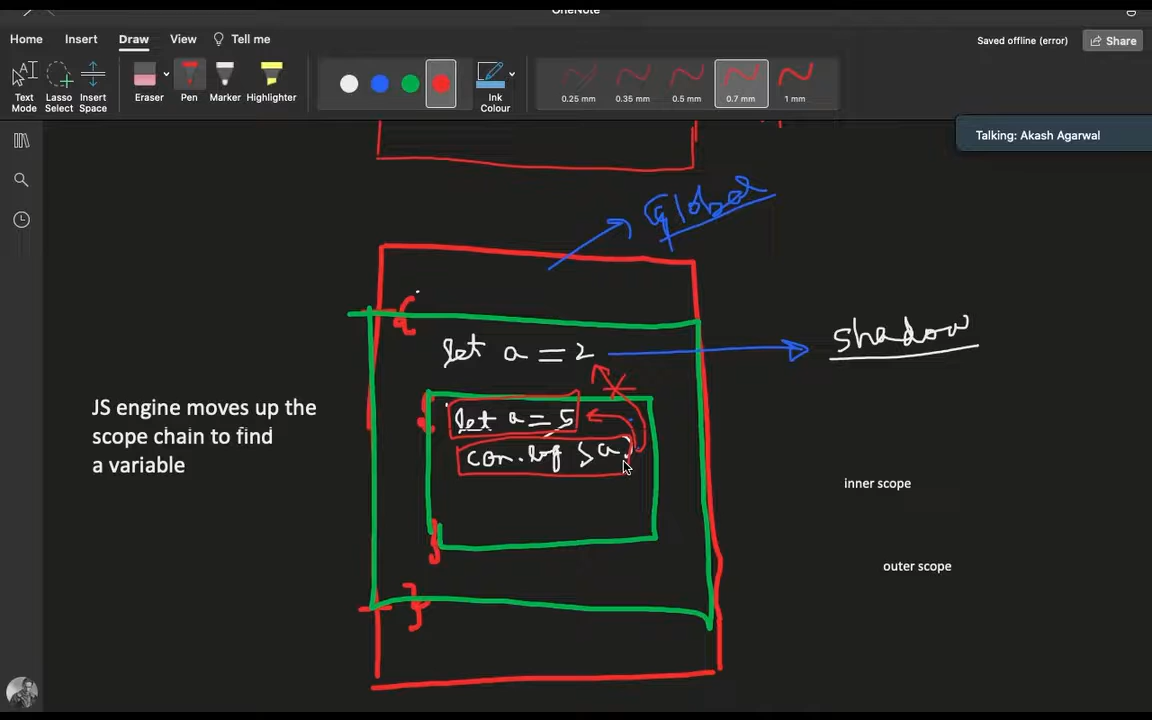 OneNote
Home Insert Draw View Tell me
Saved offline (error) Share
Text Mode
Lasso Select
Insert Space
Eraser
Pen
Marker
Highlighter
Ink Colour
0.25 mm 0.35 mm 0.5 mm 0.7 mm 1 mm
Talking: Akash Agarwal
Global
{
let a = 2
shadow
{
let a = 5
con.log
JS engine moves up the
scope chain to find
a variable
inner scope
}
outer scope
}